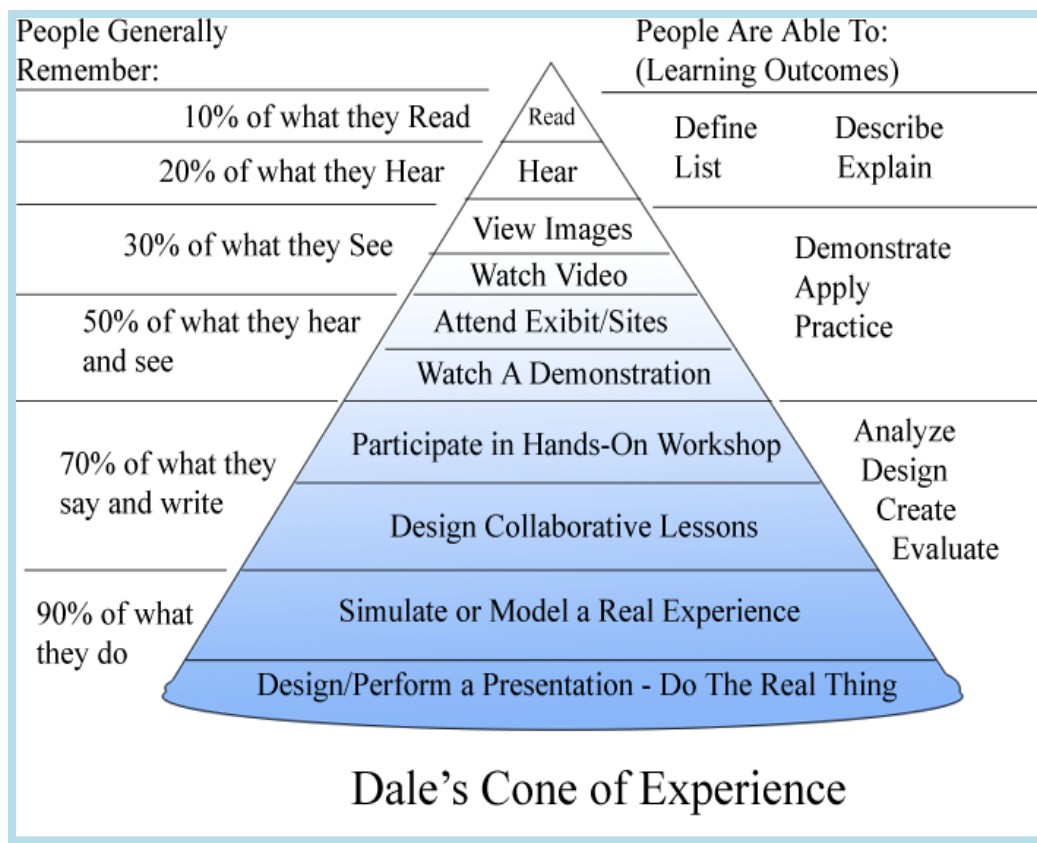 People Generally
Remember:
10% of what they Read
20% of what they Hear
30% of what they See
50% of what they hear
and see
70% of what they
say and write
90% of what
they do
Read
Hear
View Images
Watch Video
Attend Exibit/Sites
Watch A Demonstration
Participate in Hands-On Workshop
Design Collaborative Lessons
Simulate or Model a Real Experience
Design/Perform a Presentation - Do The Real Thing
People Are Able To:
(Learning Outcomes)
Define Describe
List Explain
Demonstrate
Apply
Practice
Analyze
Design
Create
Evaluate
Dale's Cone of Experience